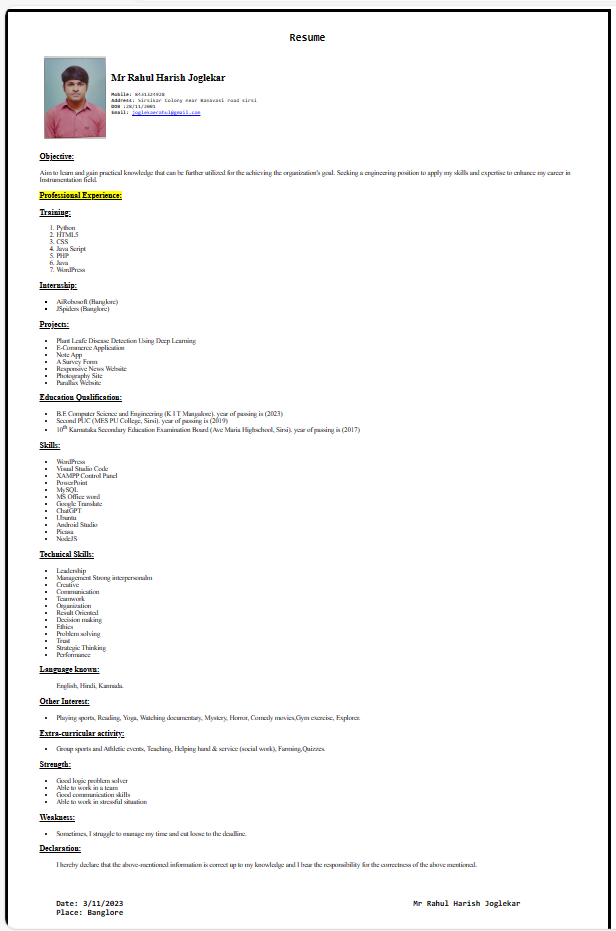 Resume
Mr Rahul Harish Joglekar
Mobile: 8431324928
Address: Sirsikar Colony near Banavasi road sirsi
DOB :28/11/2001
Email: joglekaerahul@gmail.com
Objective:
Aim to learn and gain practical knowledge that can be further utilized for the achieving the organization's goal. Seeking a engineering position to apply my skills and expertise to enhance my career in
Instrumentation field.
Professional Experience:
Training:
1. Python
2. HTML5
3. CSS
4. Java Script
5. PHP
6. Java
7. WordPress
Internship:
• AiRobosoft (Banglore)
• JSpiders (Banglore)
Projects:
• Plant Leafe Disease Detection Using Deep Learning
• E-Commerce Application
• Note App
• A Survey Form
• Responsive News Website
• Photography Site
• Parallax Website
Education Qualification:
• B.E Computer Science and Engineering (K I T Mangalore). year of passing is (2023)
• Second PUC (MES PU College, Sirsi). year of passing is (2019)
• 10th Karnataka Secondary Education Examination Board (Ave Maria Highschool, Sirsi). year of passing is (2017)
Skills:
• WordPress
• Visual Studio Code
• XAMPP Control Panel
• PowerPoint
• MySQL
• MS Office word
• Google Translate
• ChatGPT
• Ubuntu
• Android Studio
• Picasa
• NodeJS
Technical Skills:
• Leadership
• Management Strong interpersonalm
• Creative
• Communication
• Teamwork
• Organization
• Result Oriented
• Decision making
• Ethics
• Problem solving
• Trust
• Strategic Thinking
• Performance
Language known:
English, Hindi, Kannada.
Other Interest:
• Playing sports, Reading, Yoga, Watching documentary, Mystery, Horror, Comedy movies,Gym exercise, Explorer.
Extra-curricular activity:
• Group sports and Athletic events, Teaching, Helping hand & service (social work), Farming,Quizzes.
Strength:
• Good logic problem solver
• Able to work in a team
• Good communication skills
• Able to work in stressful situation
Weakness:
• Sometimes, I struggle to manage my time and cut loose to the deadline.
Declaration:
I hereby declare that the above-mentioned information is correct up to my knowledge and I bear the responsibility for the correctness of the above mentioned.
Date: 3/11/2023
Mr Rahul Harish Joglekar
Place: Banglore